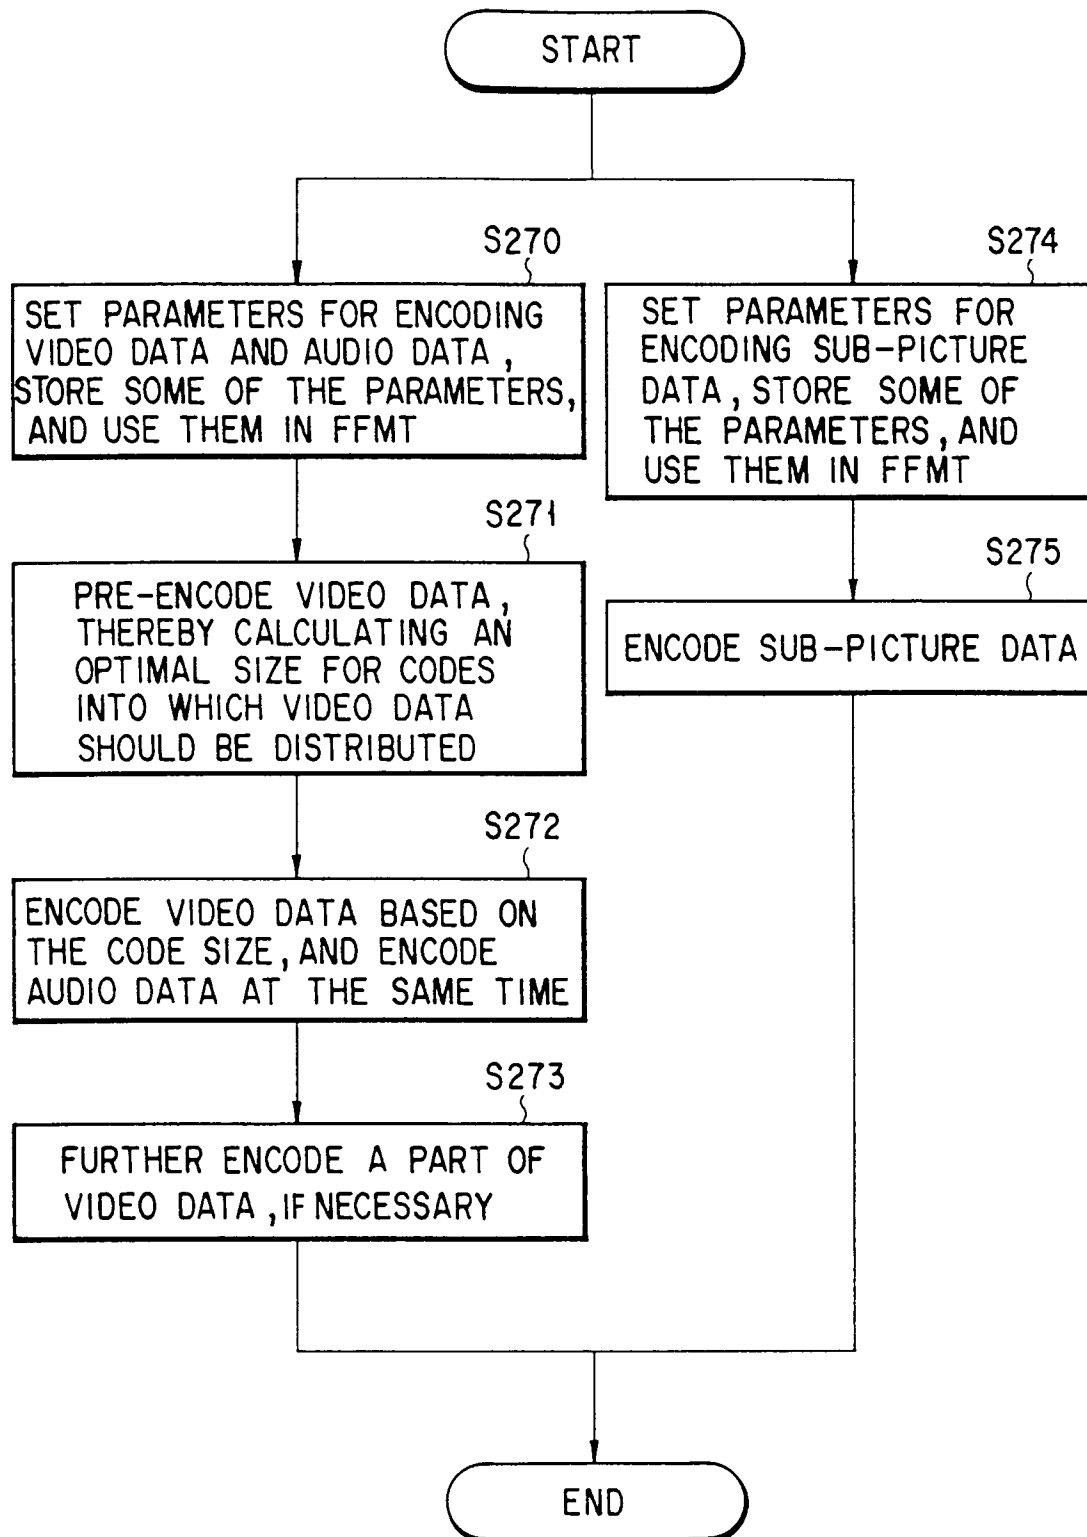 START
S270
SET PARAMETERS FOR ENCODING
VIDEO DATA AND AUDIO DATA,
STORE SOME OF THE PARAMETERS,
AND USE THEM IN FFMT
S271
PRE-ENCODE VIDEO DATA,
THEREBY CALCULATING AN
OPTIMAL SIZE FOR CODES
INTO WHICH VIDEO DATA
SHOULD BE DISTRIBUTED
S272
ENCODE VIDEO DATA BASED ON
THE CODE SIZE, AND ENCODE
AUDIO DATA AT THE SAME TIME
S273
FURTHER ENCODE A PART OF
VIDEO DATA, IF NECESSARY
S274
SET PARAMETERS FOR
ENCODING SUB-PICTURE
DATA, STORE SOME OF
THE PARAMETERS, AND
USE THEM IN FFMT
S275
ENCODE SUB-PICTURE DATA
END